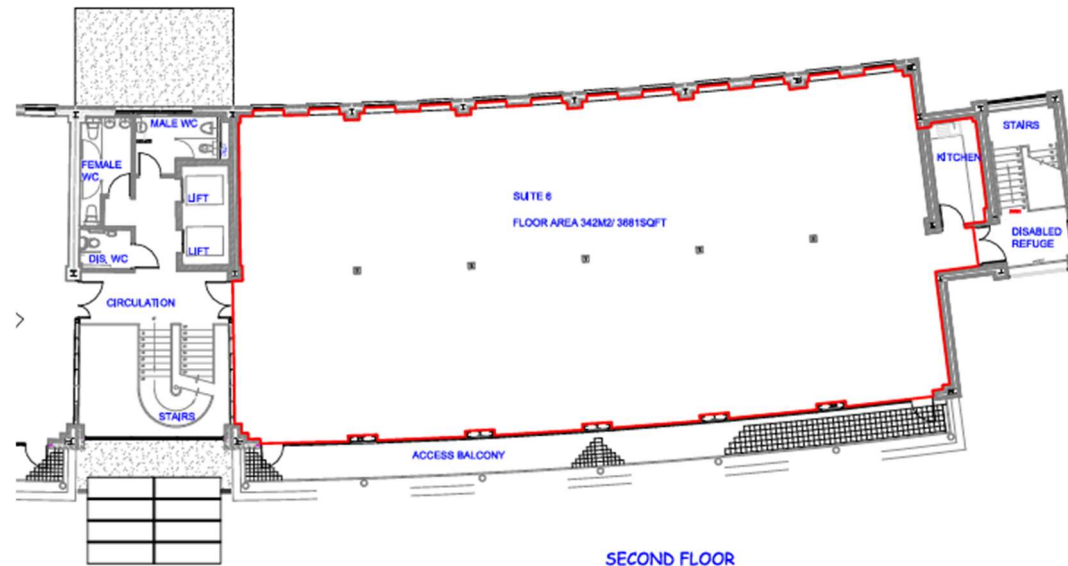 MALE WC
STAIRS
FEMALE
WC
KITCHEN
LIFT
SUITE 6
FLOOR AREA 342M2/ 3681SQFT
DISABLED
REFUGE
LIFT
DIS. WC
CIRCULATION
STAIRS
ACCESS BALCONY
SECOND FLOOR